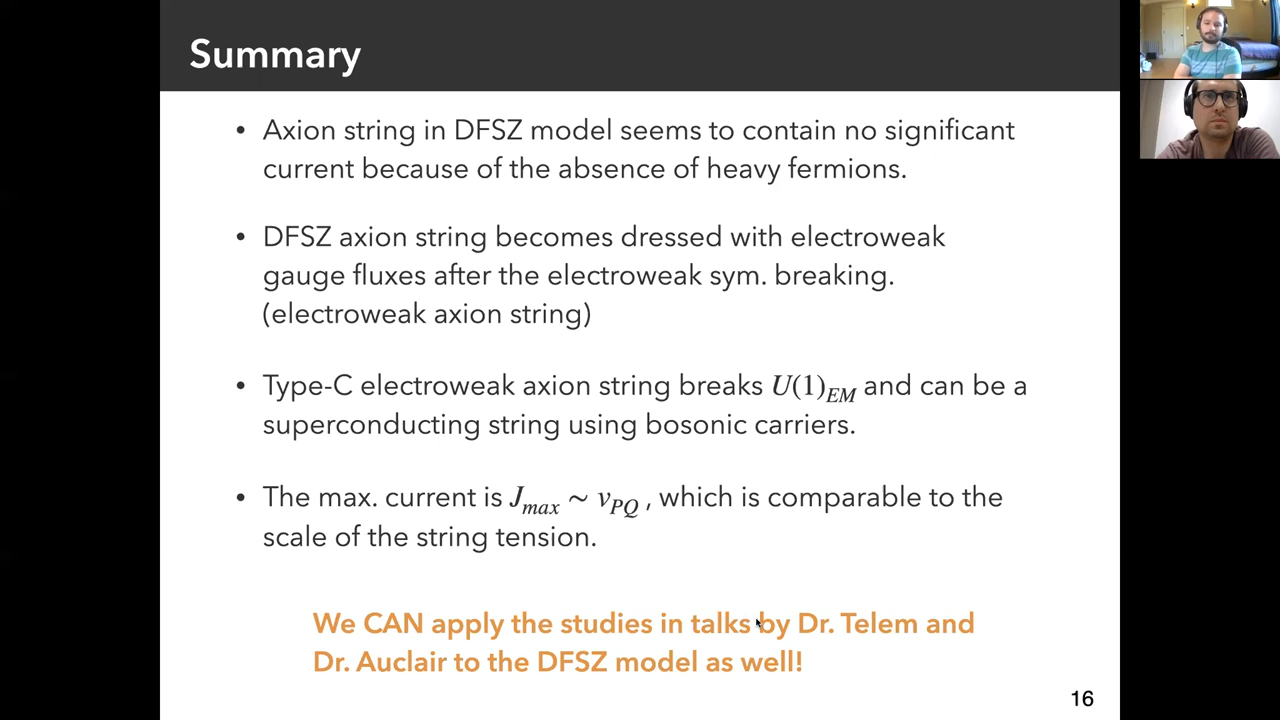 Summary
• Axion string in DFSZ model seems to contain no significant
current because of the absence of heavy fermions.
• DFSZ axion string becomes dressed with electroweak
gauge fluxes after the electroweak sym. breaking.
(electroweak axion string)
• Type-C electroweak axion string breaks U(1)_{EM} and can be a
superconducting string using bosonic carriers.
• The max. current is J_{max} ∼ v_{PQ} , which is comparable to the
scale of the string tension.
We CAN apply the studies in talks by Dr. Telem and
Dr. Auclair to the DFSZ model as well!
16